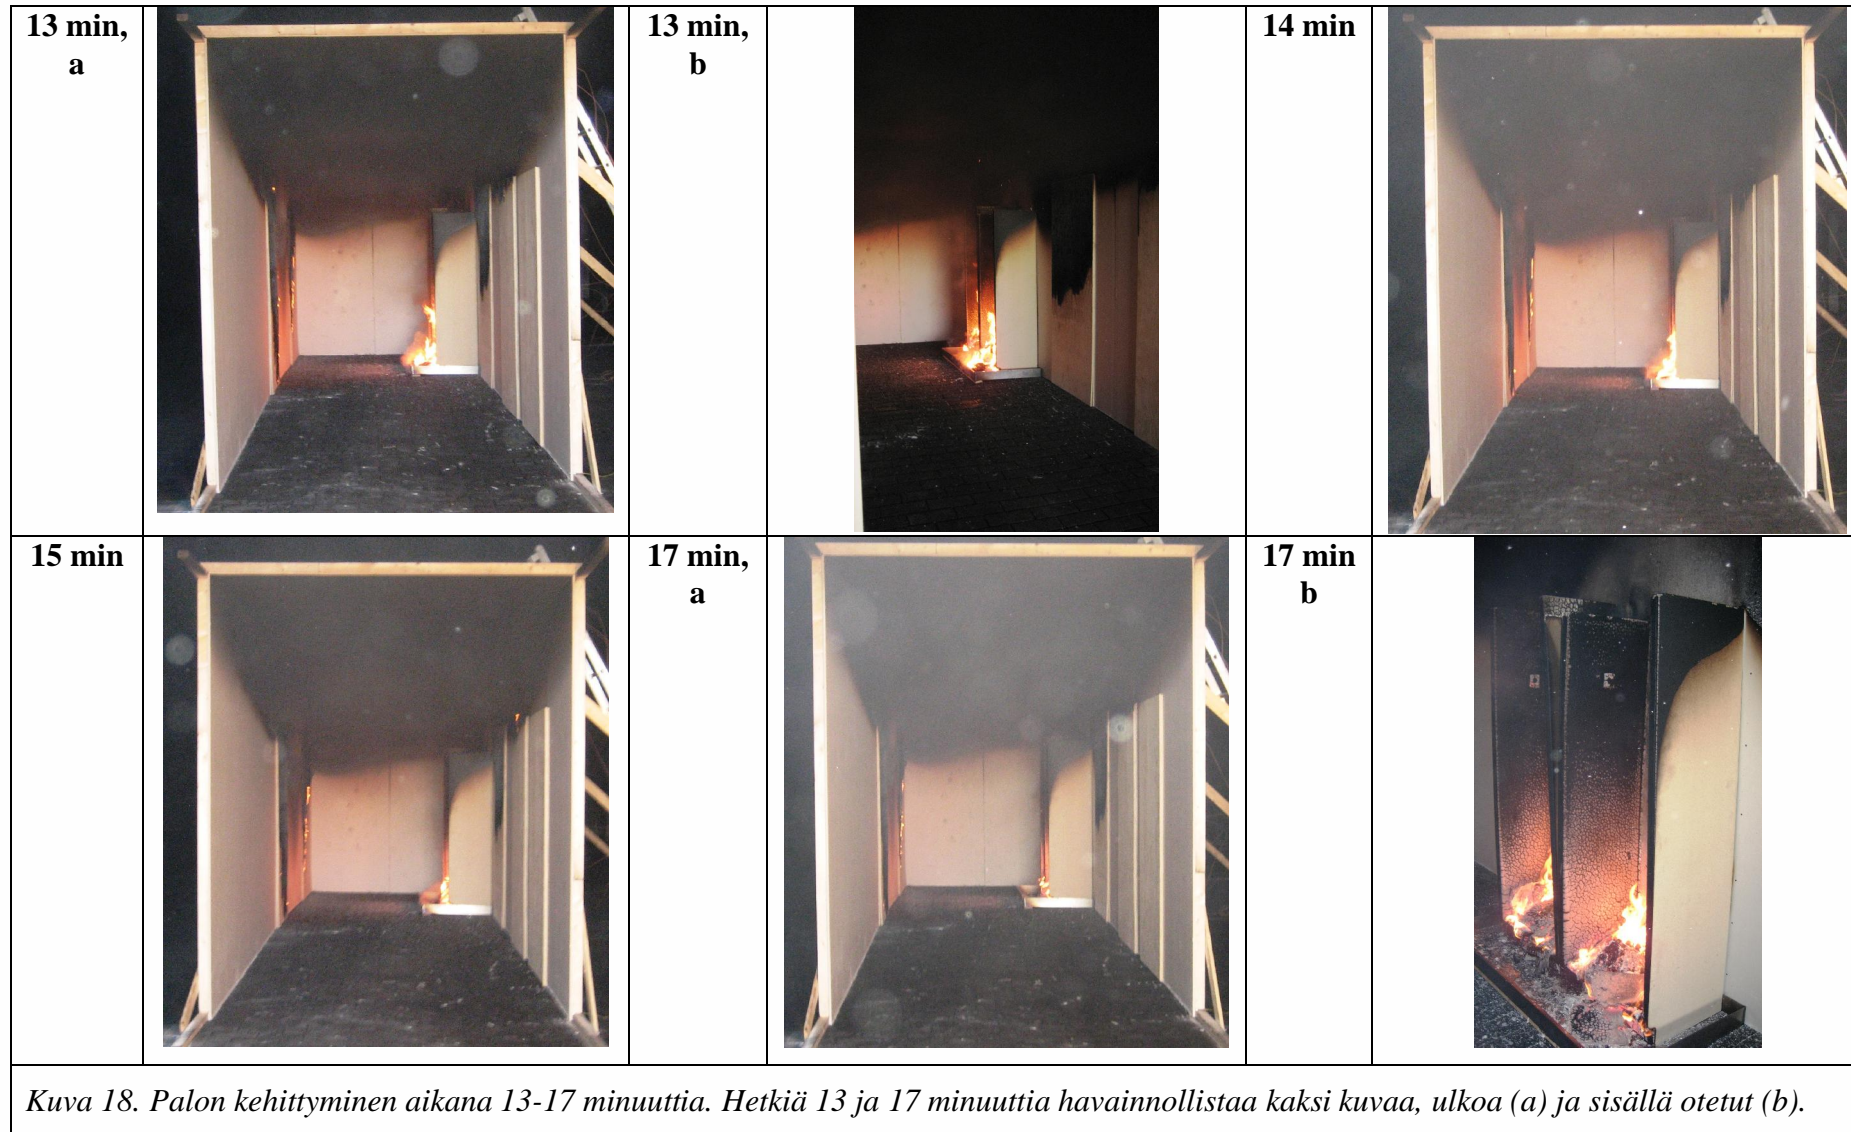 13 min,
a
13 min,
b
14 min
15 min
17 min,
a
17 min
b
Kuva 18. Palon kehittyminen aikana 13-17 minuuttia. Hetkiä 13 ja 17 minuuttia havainnollistaa kaksi kuvaa, ulkoa (a) ja sisällä otetut (b).